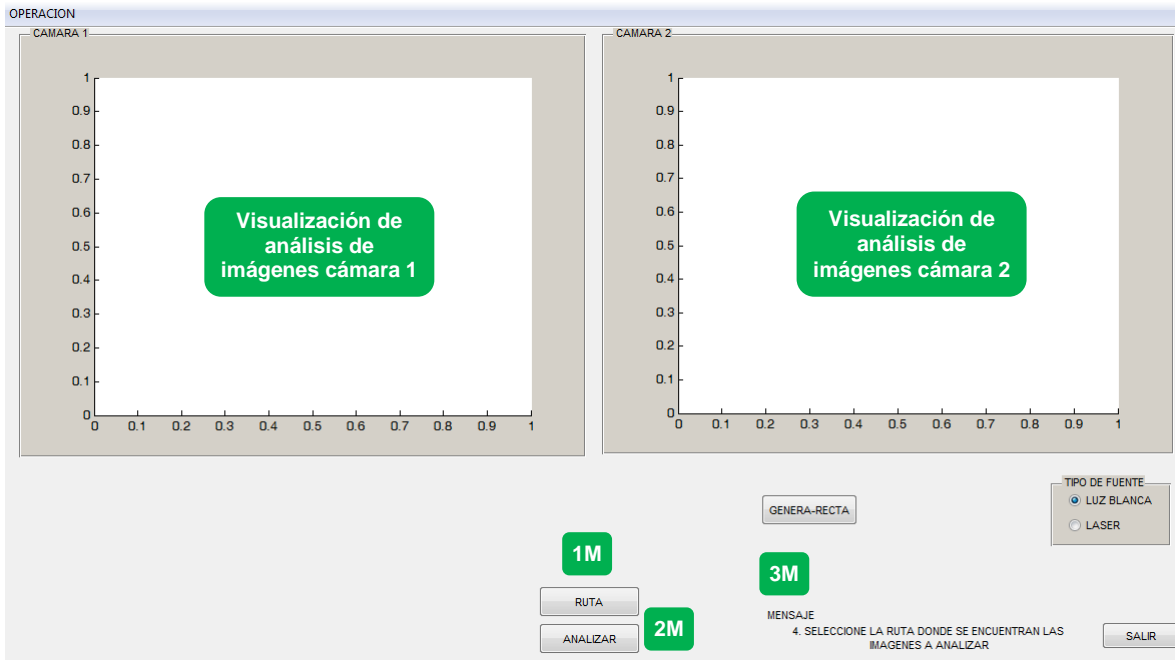 OPERACION
CAMARA 1
CAMARA 2
1
0.9
0.8
0.7
0.6
0.5
0.4
0.3
0.2
0.1
0
0 0.1 0.2 0.3 0.4 0.5 0.6 0.7 0.8 0.9 1
Visualización de
análisis de
imágenes cámara 1
1
0.9
0.8
0.7
0.6
0.5
0.4
0.3
0.2
0.1
0
0 0.1 0.2 0.3 0.4 0.5 0.6 0.7 0.8 0.9 1
Visualización de
análisis de
imágenes cámara 2
TIPO DE FUENTE
LUZ BLANCA
LASER
GENERA-RECTA
1M
3M
RUTA
2M
ANALIZAR
MENSAJE
4. SELECCIONE LA RUTA DONDE SE ENCUENTRAN LAS
IMAGENES A ANALIZAR
SALIR